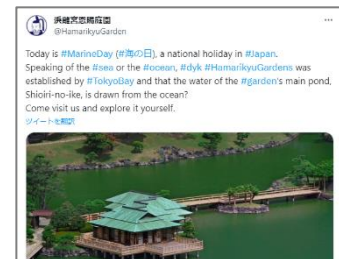 浜離宮恩賜庭園
@HamarikyuGarden
Today is #MarineDay (#海の日), a national holiday in #Japan.
Speaking of the #sea or the #ocean, #dyk #HamarikyuGardens was
established by #TokyoBay and that the water of the #garden's main pond,
Shioiri-no-ike, is drawn from the ocean?
Come visit us and explore it yourself.
ツイートを翻訳